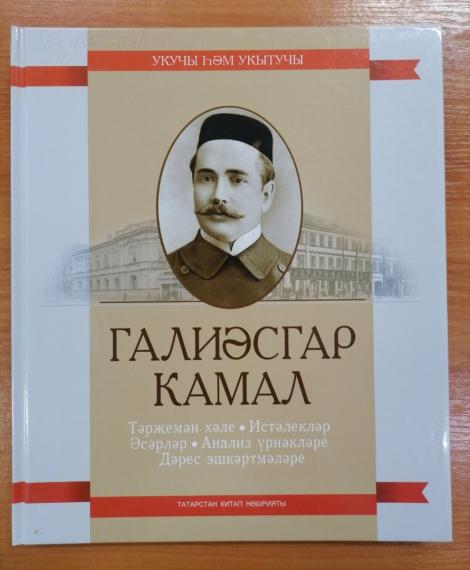 УКУЧЫ ҺӘМ УКЫТУЧЫ
ГАЛИӘСГАР
КАМАЛ
Тәрҗемәи хәле • Истәлекләр
Әсәрләр • Анализ үрнәкләре
Дәрес эшкәртмәләре
ТАТАРСТАН КИТАП НӘШРИЯТЫ